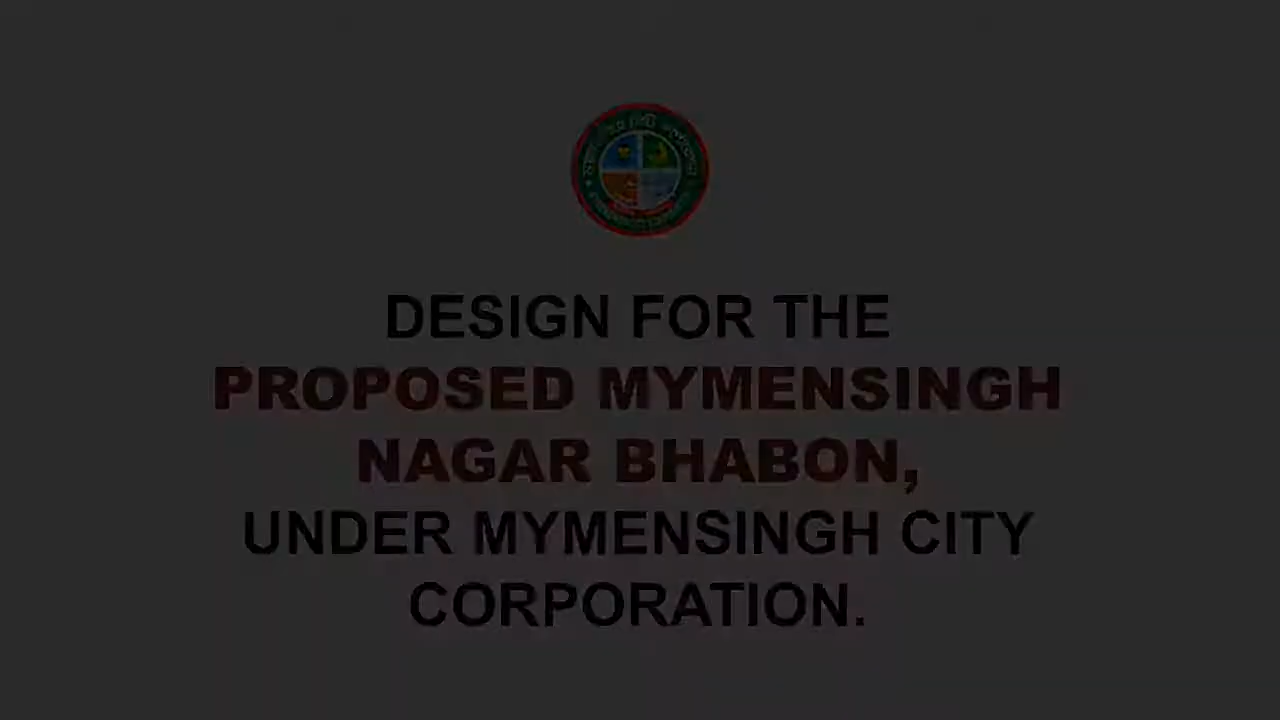 DESIGN FOR THE
PROPOSED MYMENSINGH
NAGAR BHABON,
UNDER MYMENSINGH CITY
CORPORATION.